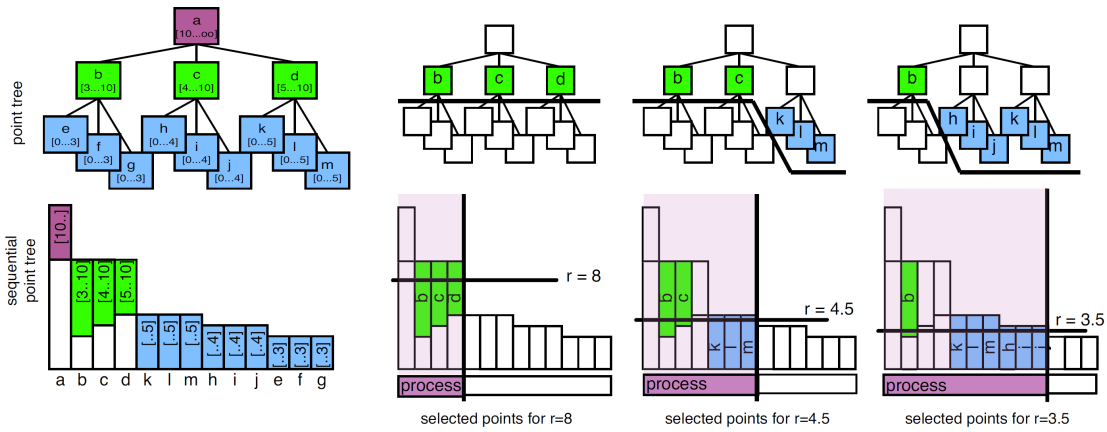 point tree
a
[10...oo]
b
[3...10]
c
[4...10]
d
[5...10]
e
[0...3]
f
[0...3]
g
[0...3]
h
[0...4]
i
[0...4]
j
[0...4]
k
[0...5]
l
[0...5]
m
[0...5]
b c d
b c
k
l
m
b
h
i
j
k
l
m
sequential
point tree
[10..]
[3..10]
[4..10]
[5..10]
[..5]
[..5]
[..5]
[..4]
[..4]
[..4]
[..3]
[..3]
[..3]
a b c d k l m h i j e f g
b c d
r = 8
process
selected points for r=8
b c
k l m
r = 4.5
process
selected points for r=4.5
b
k l m h i j
r = 3.5
process
selected points for r=3.5